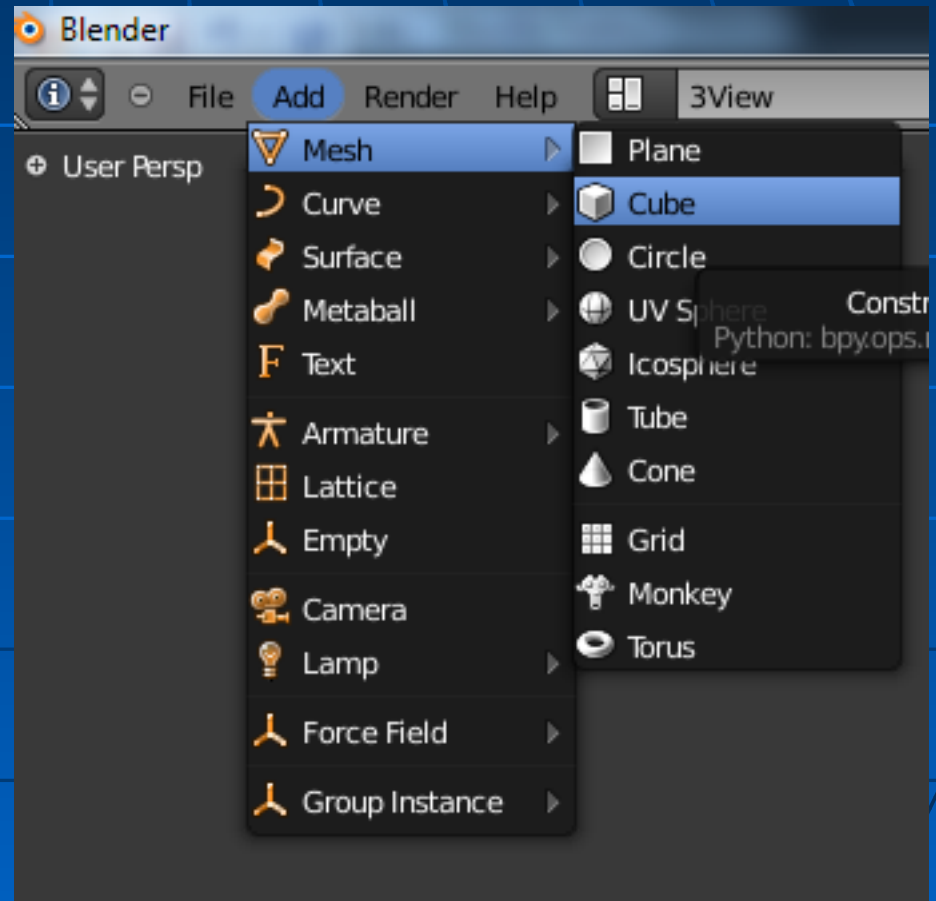 Blender
File Add Render Help 3View
User Persp
Mesh
Curve
Surface
Metaball
Text
Armature
Lattice
Empty
Camera
Lamp
Force Field
Group Instance
Plane
Cube
Circle
UV Sphere
Icosphere
Tube
Cone
Grid
Monkey
Torus
Constr
Python: bpy.ops.